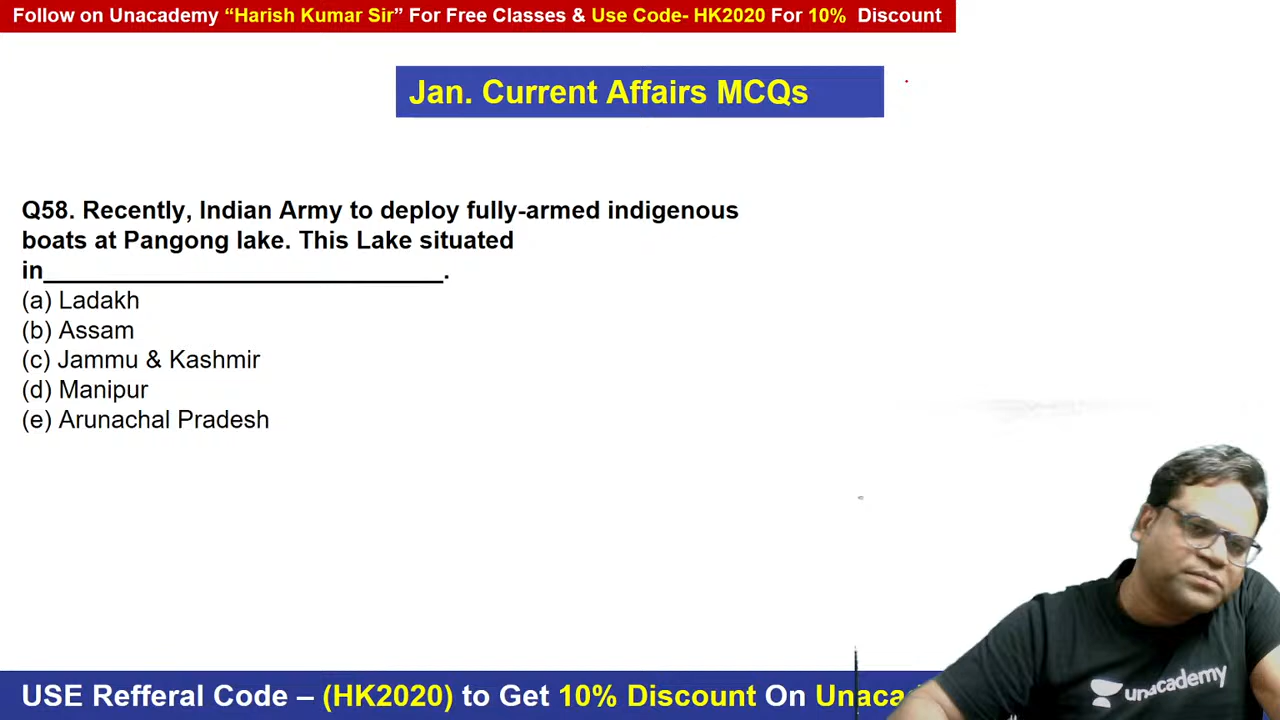 Follow on Unacademy “Harish Kumar Sir” For Free Classes & Use Code- HK2020 For 10% Discount
Jan. Current Affairs MCQs
Q58. Recently, Indian Army to deploy fully-armed indigenous
boats at Pangong lake. This Lake situated
in______________________________.
(a) Ladakh
(b) Assam
(c) Jammu & Kashmir
(d) Manipur
(e) Arunachal Pradesh
unacademy
USE Refferal Code – (HK2020) to Get 10% Discount On